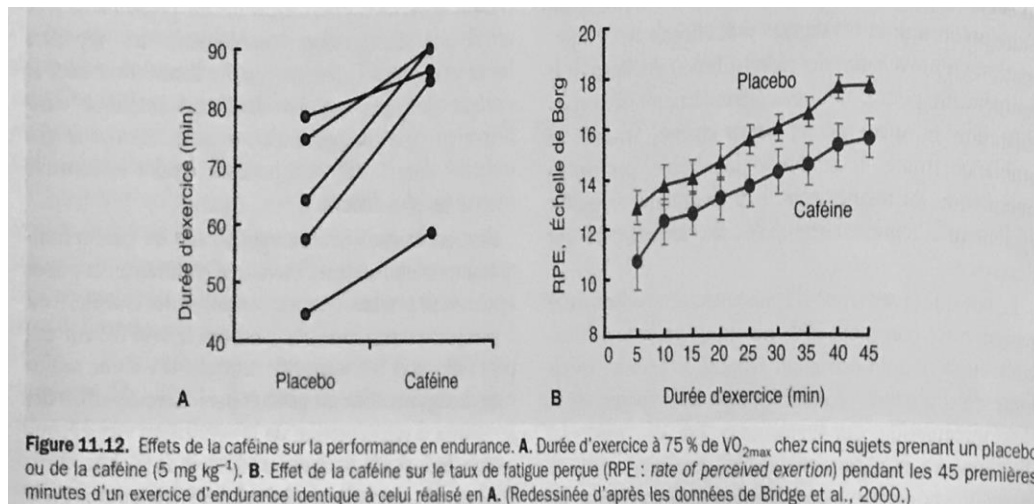 90
80
70
60
50
40
Durée d'exercice (min)
Placebo
Caféine
A
20
18
16
14
12
10
8
RPE, Échelle de Borg
Placebo
Caféine
0 5 10 15 20 25 30 35 40 45
B
Durée d'exercice (min)
Figure 11.12. Effets de la caféine sur la performance en endurance. A. Durée d'exercice à 75 % de VO₂max chez cinq sujets prenant un placebo
ou de la caféine (5 mg kg⁻¹). B. Effet de la caféine sur le taux de fatigue perçue (RPE : rate of perceived exertion) pendant les 45 premières
minutes d'un exercice d'endurance identique à celui réalisé en A. (Redessinée d'après les données de Bridge et al., 2000.)